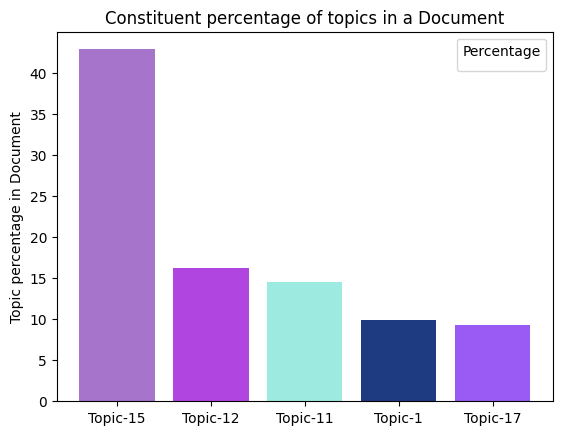 Constituent percentage of topics in a Document
Percentage
Topic percentage in Document
40
35
30
25
20
15
10
5
0
Topic-15 Topic-12 Topic-11 Topic-1 Topic-17